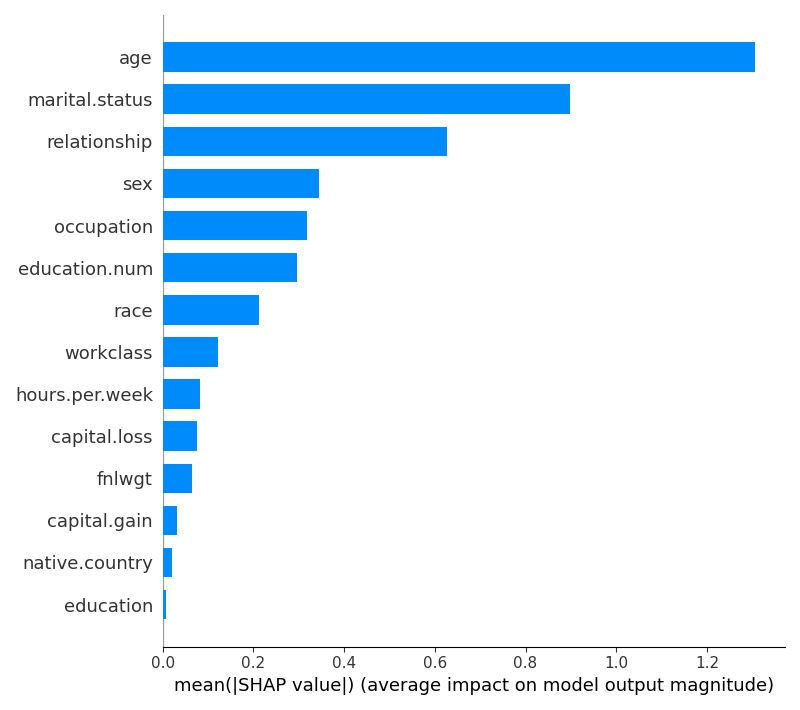 age
marital.status
relationship
sex
occupation
education.num
race
workclass
hours.per.week
capital.loss
fnlwgt
capital.gain
native.country
education
0.0 0.2 0.4 0.6 0.8 1.0 1.2
mean(|SHAP value|) (average impact on model output magnitude)